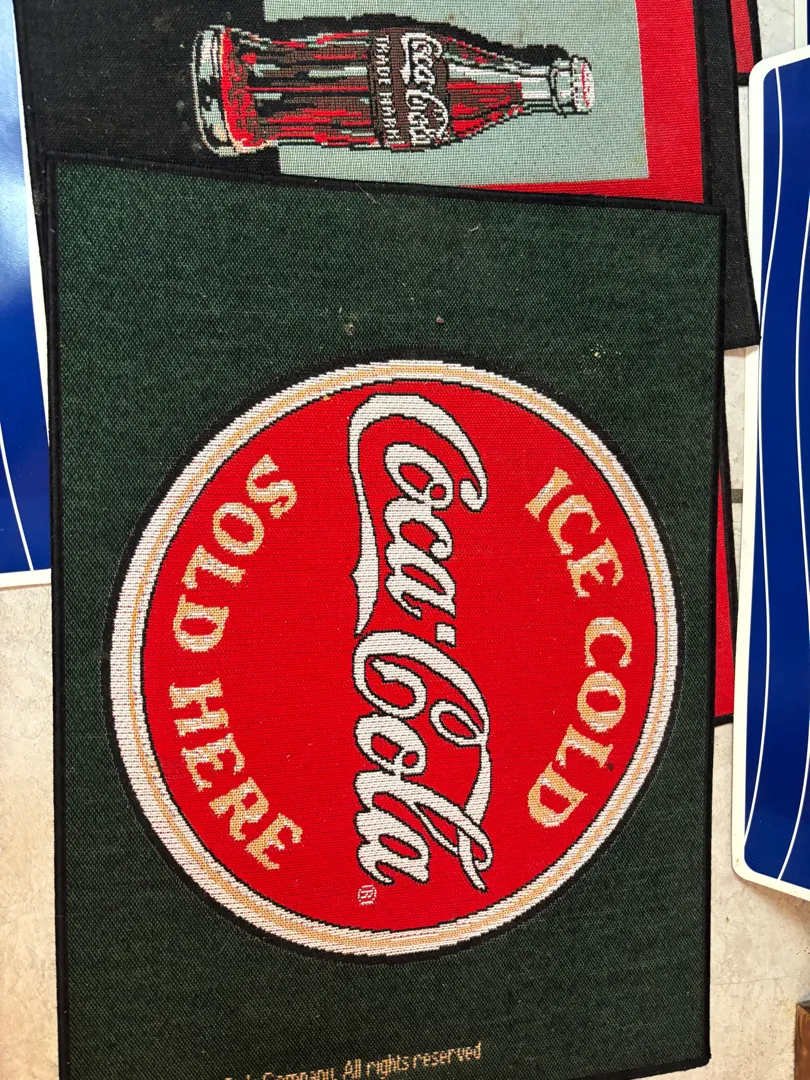 Coca-Cola
TRADE MARK
ICE COLD
Coca-Cola®
SOLD HERE
Company. All rights reserved